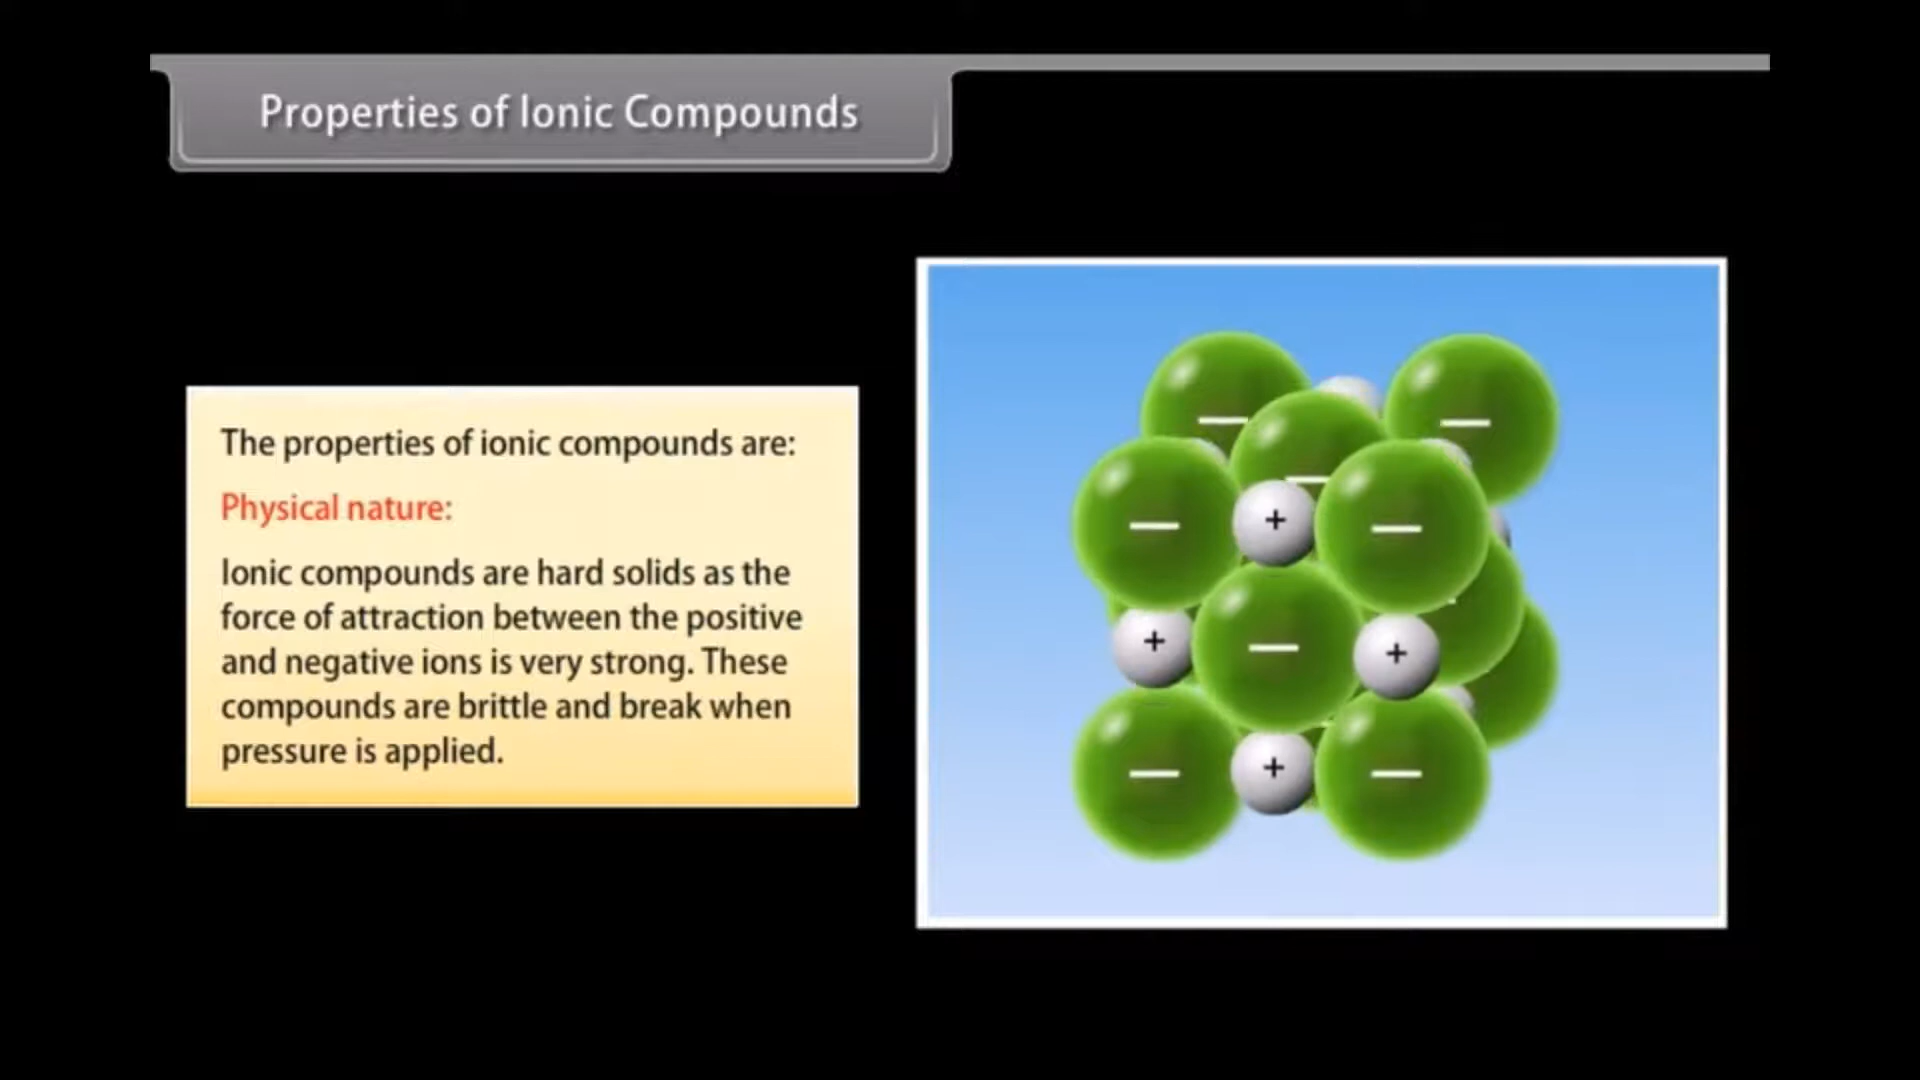 Properties of Ionic Compounds
The properties of ionic compounds are:
Physical nature:
Ionic compounds are hard solids as the
force of attraction between the positive
and negative ions is very strong. These
compounds are brittle and break when
pressure is applied.
— —
—
— + —
+ — +
— + —